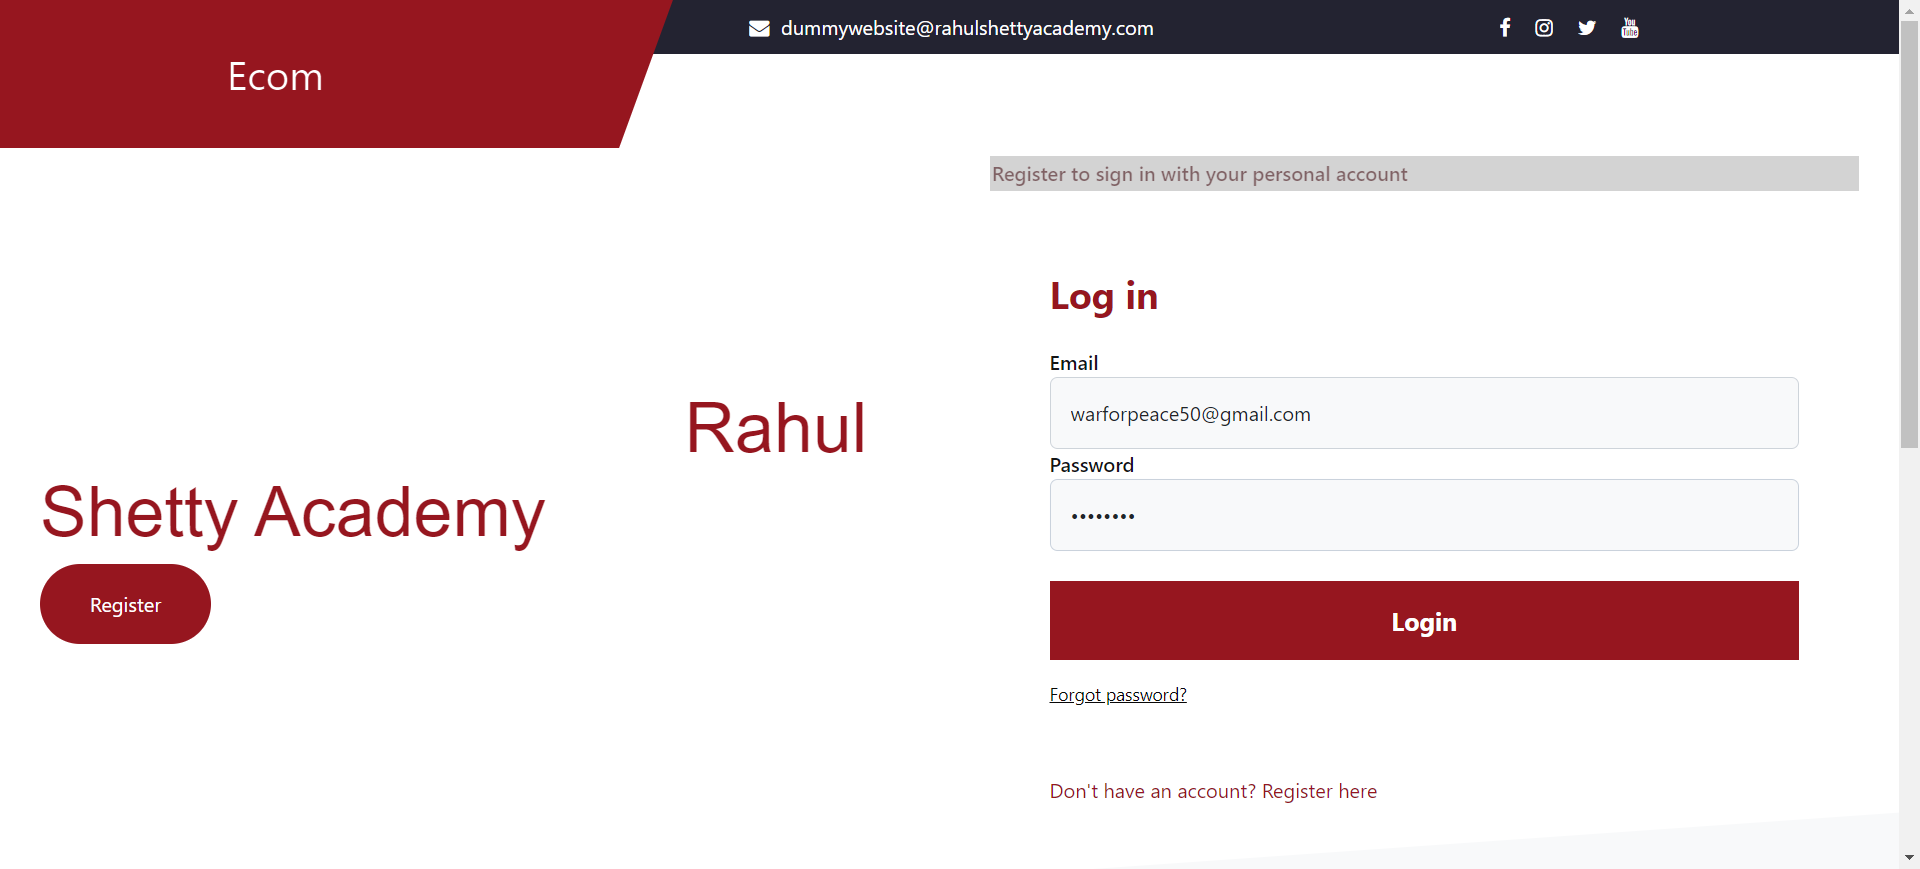 dummywebsite@rahulshettyacademy.com
Ecom
Register to sign in with your personal account
Log in
Email
warforpeace50@gmail.com
Rahul
Shetty Academy
Password
••••••••
Register
Login
Forgot password?
Don't have an account? Register here